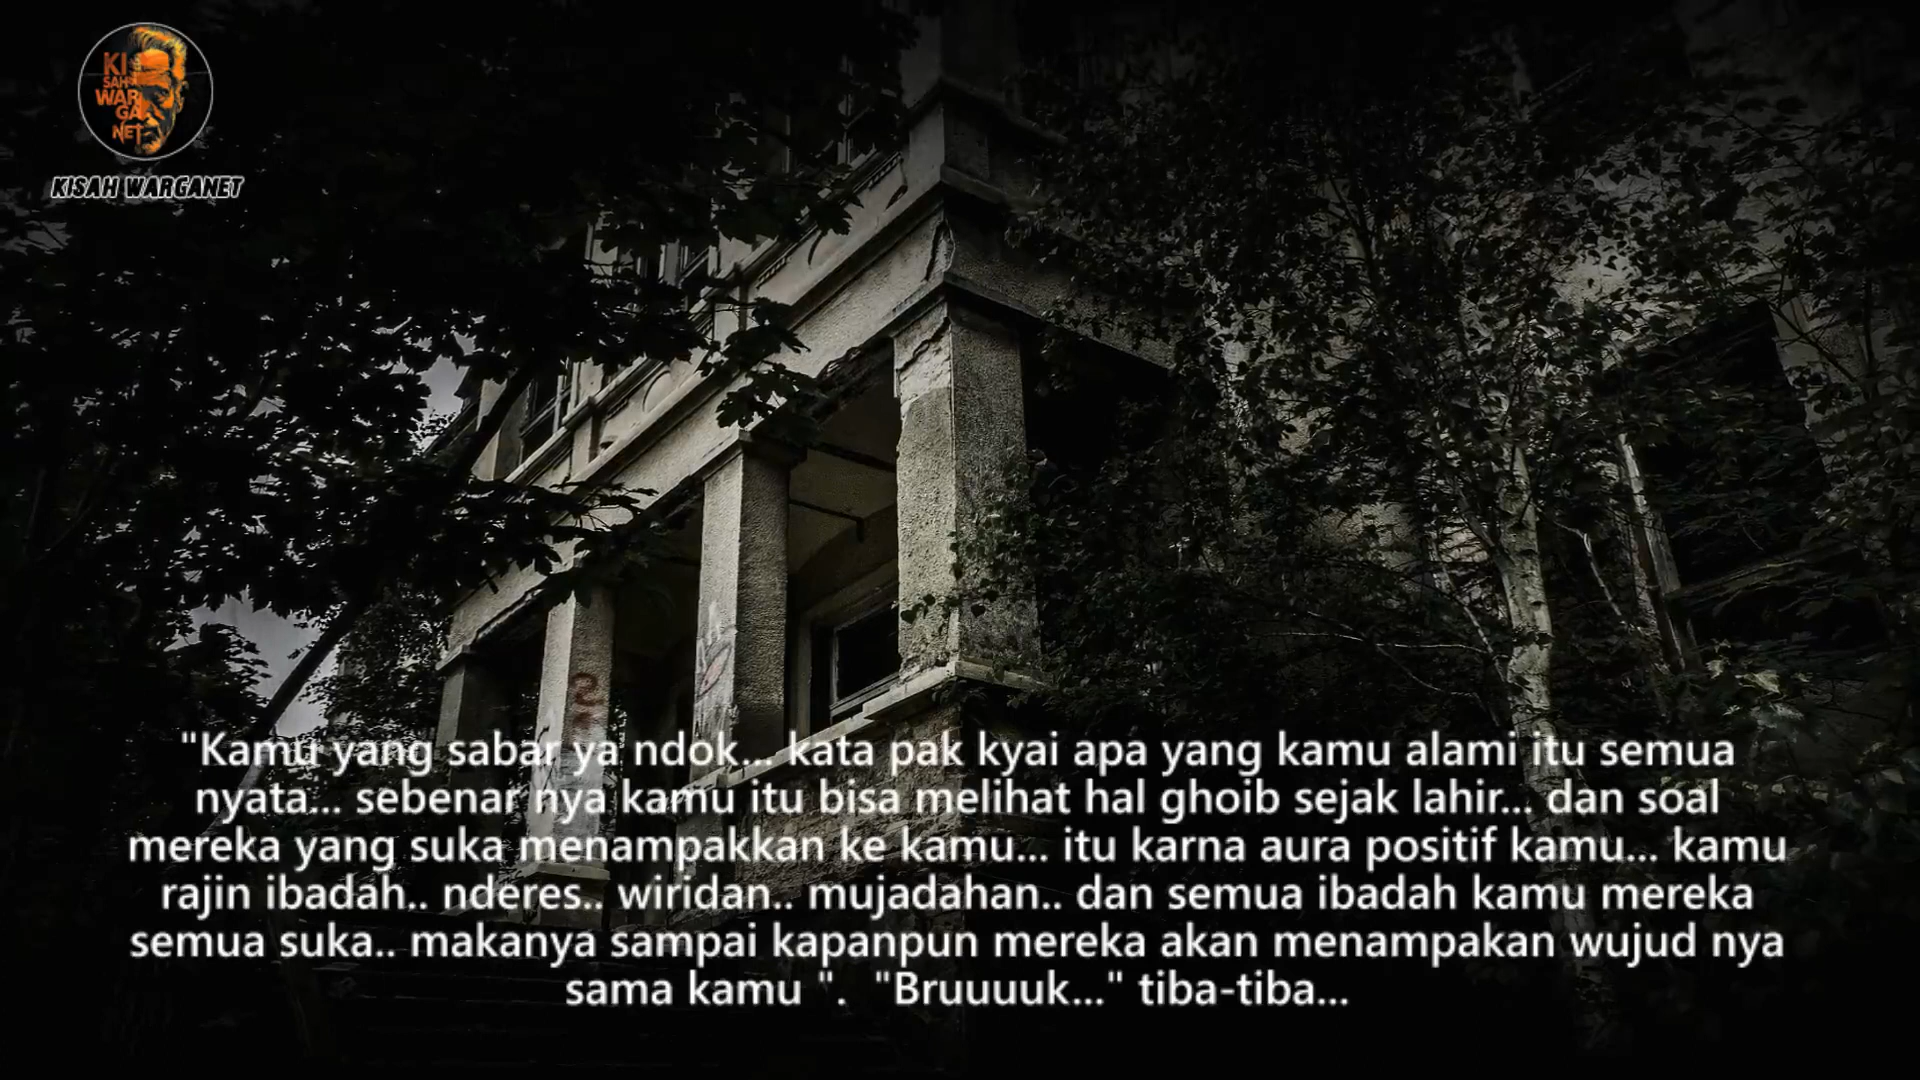 KI
SAH
WAR
GA
NET
KISAH WARGANET
"Kamu yang sabar ya ndok... kata pak kyai apa yang kamu alami itu semua
nyata... sebenar nya kamu itu bisa melihat hal ghoib sejak lahir... dan soal
mereka yang suka menampakkan ke kamu... itu karna aura positif kamu... kamu
rajin ibadah.. nderes.. wiridan.. mujadahan.. dan semua ibadah kamu mereka
semua suka.. makanya sampai kapanpun mereka akan menampakan wujud nya
sama kamu ".  "Bruuuuk..." tiba-tiba...